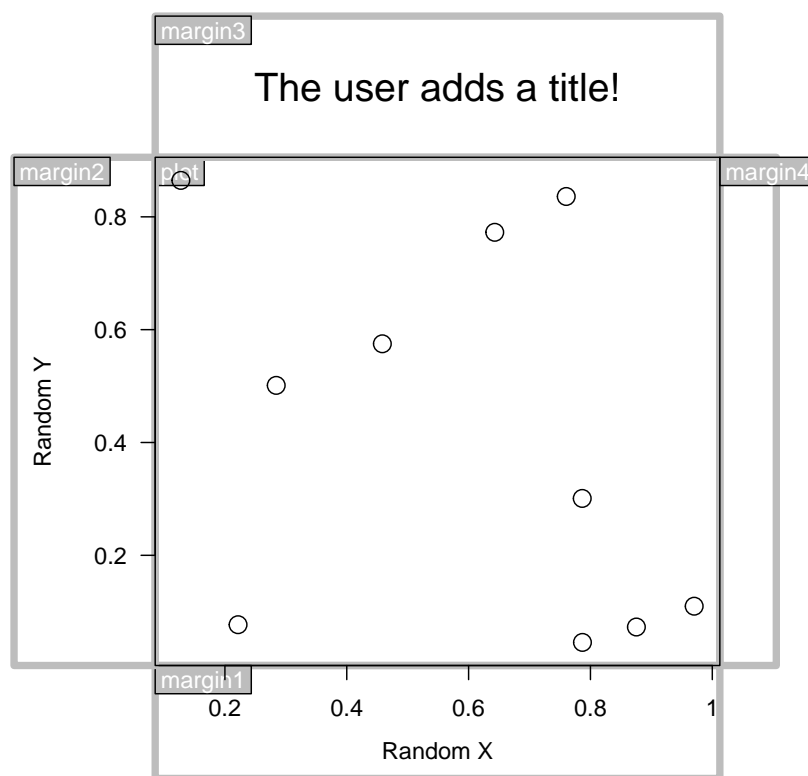 margin3
The user adds a title!
margin2
plot
margin4
0.8
0.6
0.4
0.2
Random Y
margin1
0.2 0.4 0.6 0.8 1
Random X